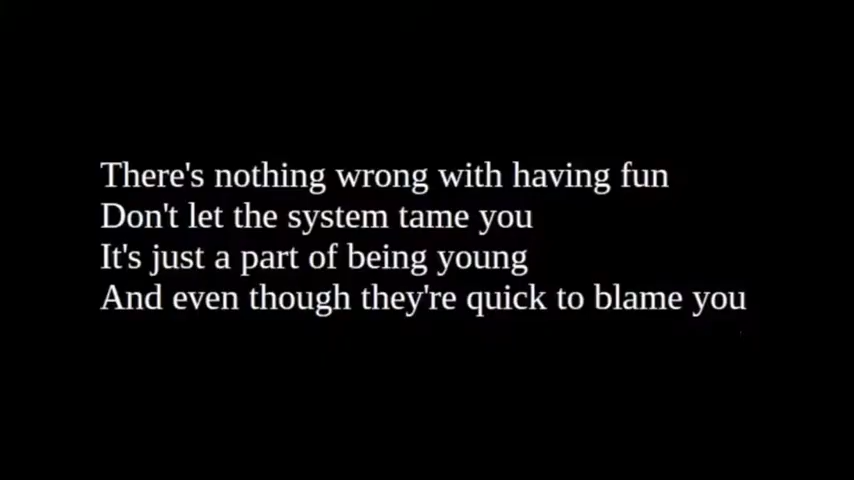 There's nothing wrong with having fun
Don't let the system tame you
It's just a part of being young
And even though they're quick to blame you